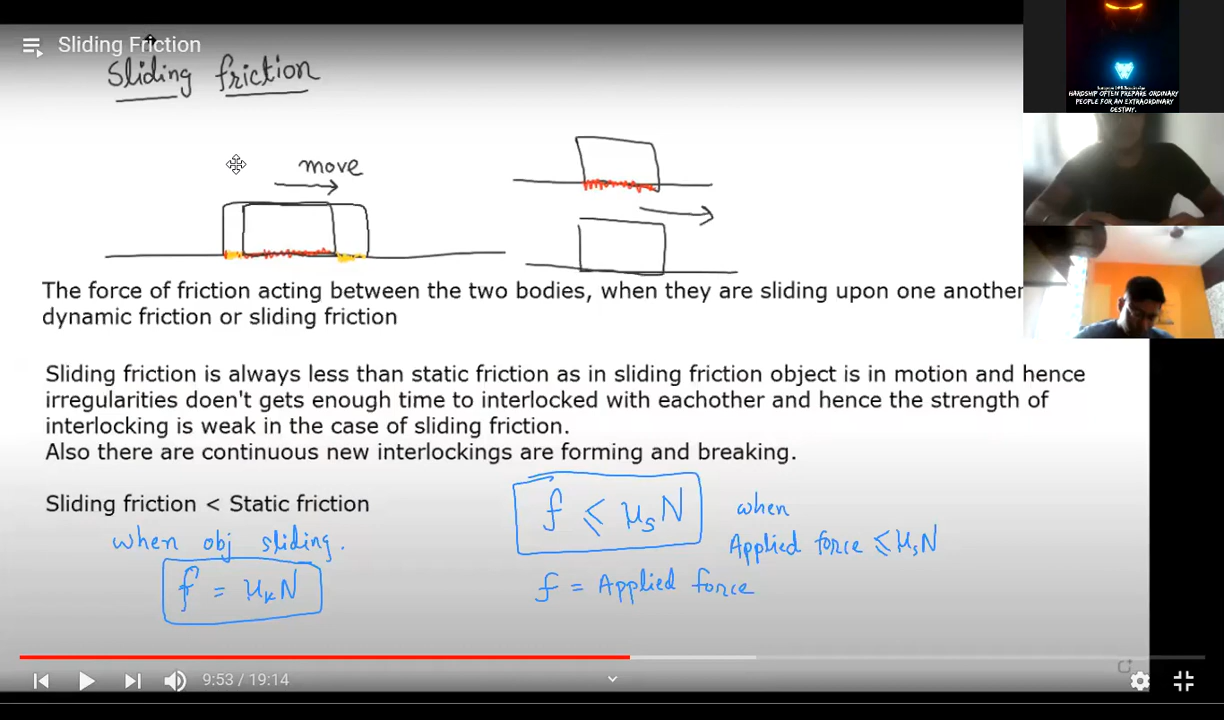 Sliding Friction
Sliding friction
move
The force of friction acting between the two bodies, when they are sliding upon one another
dynamic friction or sliding friction
Sliding friction is always less than static friction as in sliding friction object is in motion and hence
irregularities doen't gets enough time to interlocked with eachother and hence the strength of
interlocking is weak in the case of sliding friction.
Also there are continuous new interlockings are forming and breaking.
Sliding friction < Static friction
when obj sliding.
f = μkN
f ⩽ μsN
when
Applied force ⩽ μsN
f = Applied force
9:53 / 19:14
HARDSHIP OFTEN PREPARE ORDINARY
PEOPLE FOR AN EXTRAORDINARY
DESTINY.